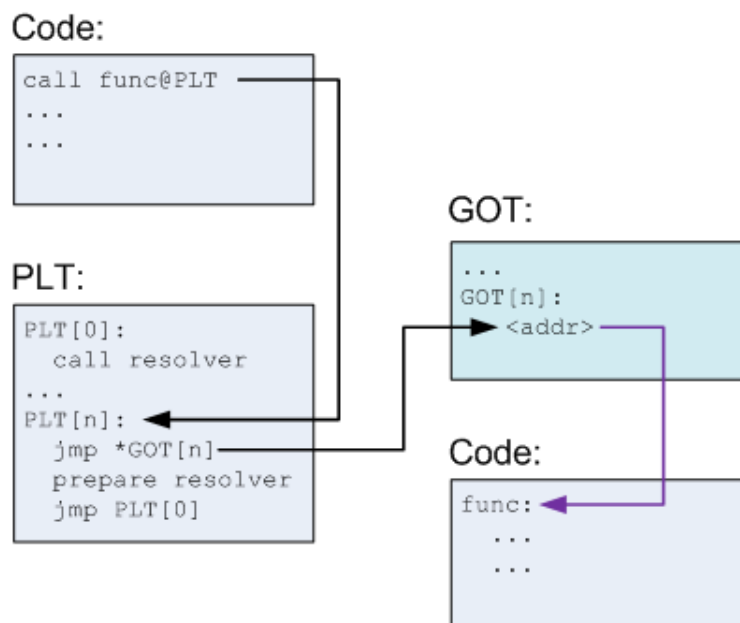 Code:
call func@PLT
...
...
PLT:
PLT[0]:
call resolver
...
PLT[n]:
jmp *GOT[n]
prepare resolver
jmp PLT[0]
GOT:
...
GOT[n]:
<addr>
Code:
func:
...
...